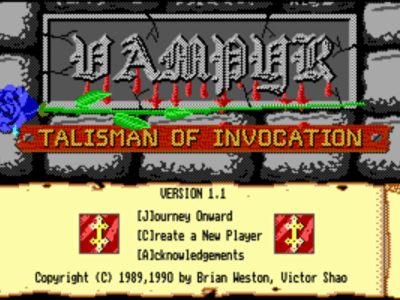 VAMPYR
TALISMAN OF INVOCATION
VERSION 1.1
[J]ourney Onward
[C]reate a New Player
[A]cknowledgements
Copyright (C) 1989,1990 by Brian Weston, Victor Shao